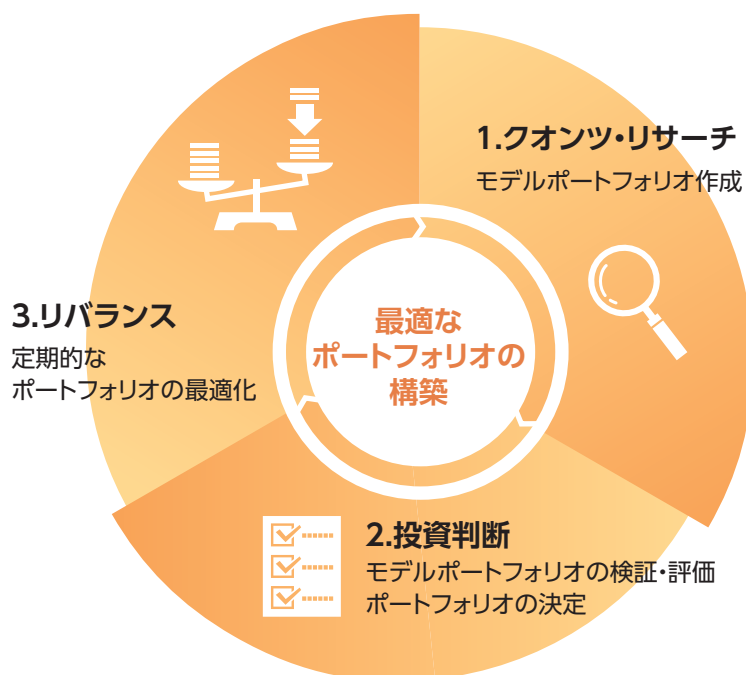 1.クオンツ・リサーチ
モデルポートフォリオ作成
最適な
ポートフォリオの
構築
2.投資判断
モデルポートフォリオの検証・評価
ポートフォリオの決定
3.リバランス
定期的な
ポートフォリオの最適化